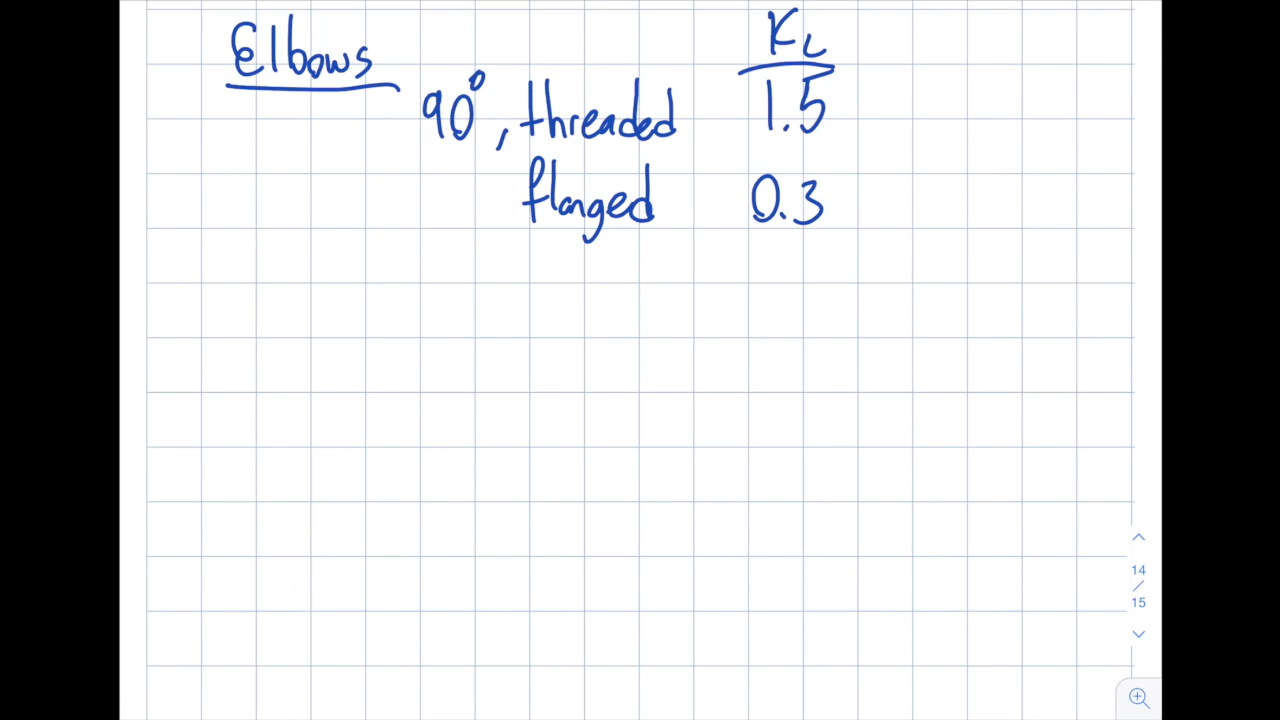 Elbows K_L
90°, threaded 1.5
flanged 0.3
14
/
15